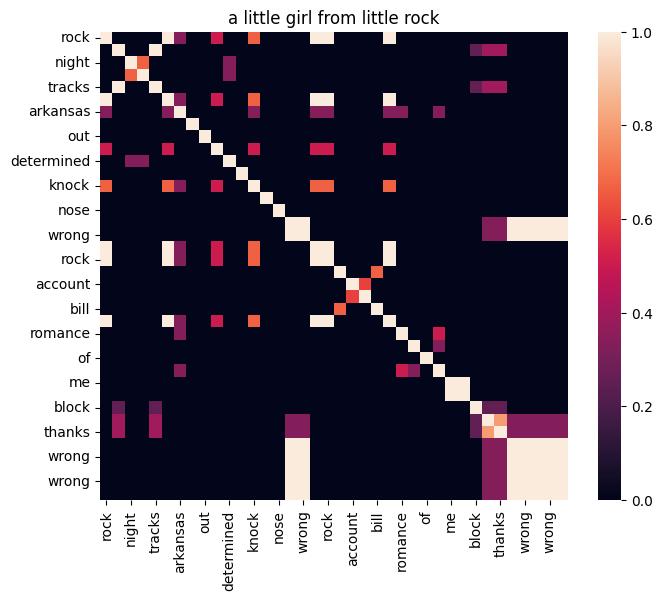 a little girl from little rock
rock
night
tracks
arkansas
out
determined
knock
nose
wrong
rock
account
bill
romance
of
me
block
thanks
wrong
wrong
1.0
0.8
0.6
0.4
0.2
0.0
rock
night
tracks
arkansas
out
determined
knock
nose
wrong
rock
account
bill
romance
of
me
block
thanks
wrong
wrong